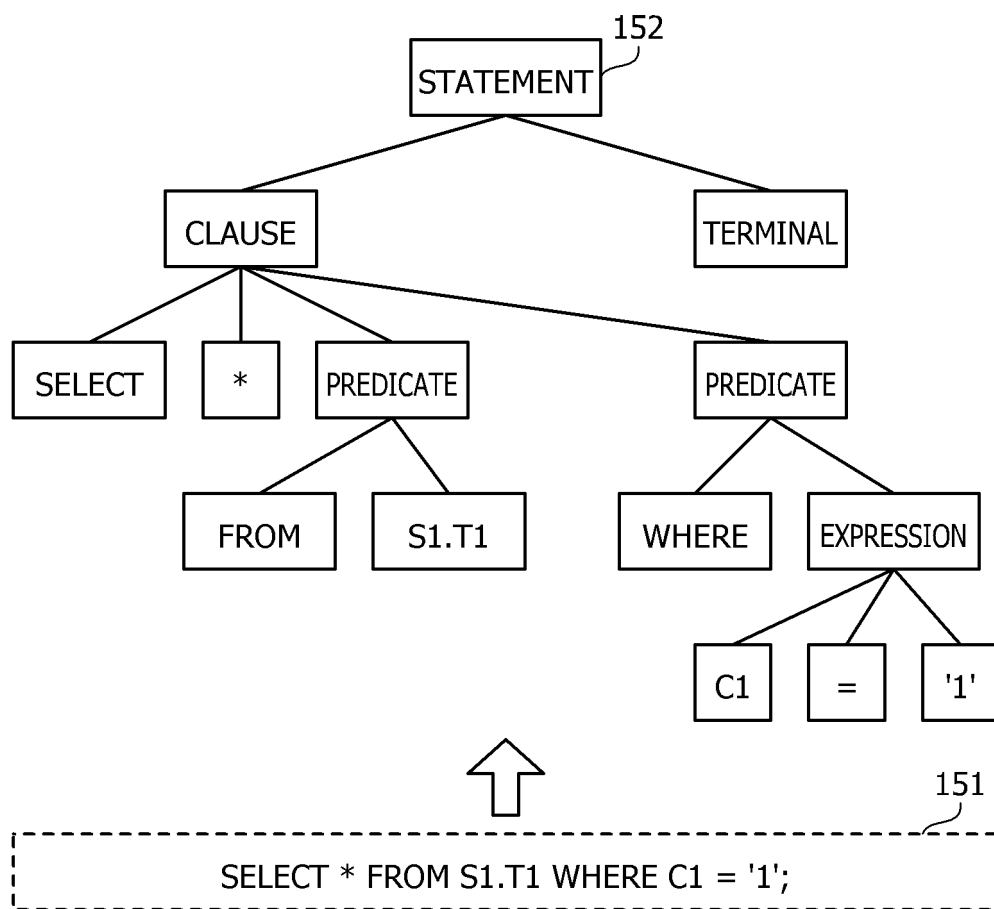 152
STATEMENT
CLAUSE
TERMINAL
SELECT
*
PREDICATE
PREDICATE
FROM
S1.T1
WHERE
EXPRESSION
C1
=
'1'
151
SELECT * FROM S1.T1 WHERE C1 = '1';